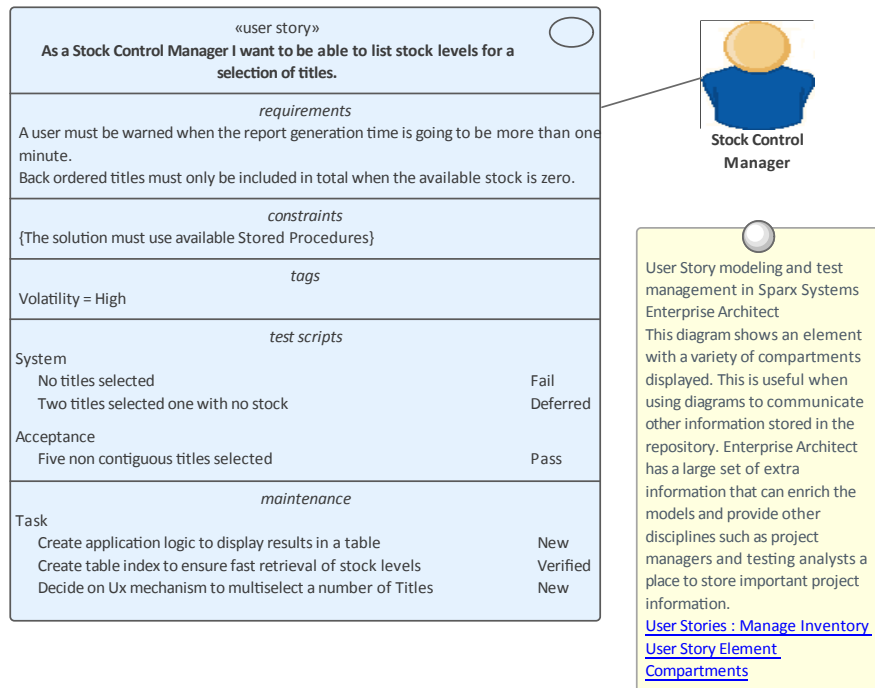 «user story»
As a Stock Control Manager I want to be able to list stock levels for a
selection of titles.
requirements
A user must be warned when the report generation time is going to be more than one
minute.
Back ordered titles must only be included in total when the available stock is zero.
constraints
{The solution must use available Stored Procedures}
tags
Volatility = High
test scripts
System
No titles selected Fail
Two titles selected one with no stock Deferred
Acceptance
Five non contiguous titles selected Pass
maintenance
Task
Create application logic to display results in a table New
Create table index to ensure fast retrieval of stock levels Verified
Decide on Ux mechanism to multiselect a number of Titles New
Stock Control
Manager
User Story modeling and test
management in Sparx Systems
Enterprise Architect
This diagram shows an element
with a variety of compartments
displayed. This is useful when
using diagrams to communicate
other information stored in the
repository. Enterprise Architect
has a large set of extra
information that can enrich the
models and provide other
disciplines such as project
managers and testing analysts a
place to store important project
information.
User Stories : Manage Inventory
User Story Element
Compartments